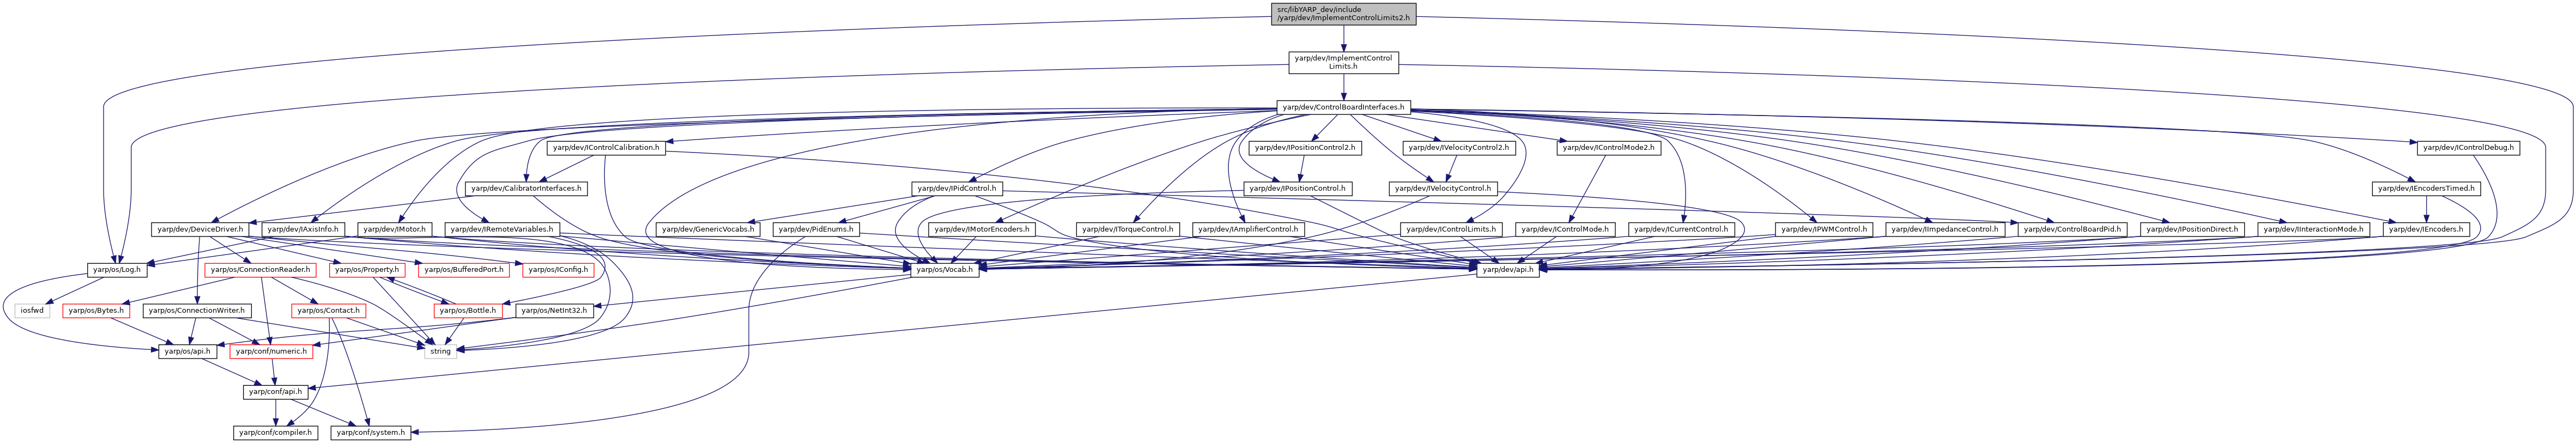 src/libYARP_dev/include
/yarp/dev/ImplementControlLimits2.h
yarp/dev/ImplementControl
Limits.h
yarp/dev/ControlBoardInterfaces.h
yarp/dev/IControlCalibration.h
yarp/dev/IPositionControl2.h
yarp/dev/IVelocityControl2.h
yarp/dev/IControlMode2.h
yarp/dev/IControlDebug.h
yarp/dev/CalibratorInterfaces.h
yarp/dev/IPidControl.h
yarp/dev/IPositionControl.h
yarp/dev/IVelocityControl.h
yarp/dev/IEncodersTimed.h
yarp/dev/DeviceDriver.h
yarp/dev/IAxisInfo.h
yarp/dev/IMotor.h
yarp/dev/IRemoteVariables.h
yarp/dev/GenericVocabs.h
yarp/dev/PidEnums.h
yarp/dev/IMotorEncoders.h
yarp/dev/ITorqueControl.h
yarp/dev/IAmplifierControl.h
yarp/dev/IControlLimits.h
yarp/dev/IControlMode.h
yarp/dev/ICurrentControl.h
yarp/dev/IPWMControl.h
yarp/dev/IImpedanceControl.h
yarp/dev/ControlBoardPid.h
yarp/dev/IPositionDirect.h
yarp/dev/IInteractionMode.h
yarp/dev/IEncoders.h
yarp/os/Log.h
yarp/os/ConnectionReader.h
yarp/os/Property.h
yarp/os/BufferedPort.h
yarp/os/IConfig.h
yarp/os/Vocab.h
yarp/dev/api.h
iosfwd
yarp/os/Bytes.h
yarp/os/ConnectionWriter.h
yarp/os/Contact.h
yarp/os/Bottle.h
yarp/os/NetInt32.h
yarp/os/api.h
yarp/conf/numeric.h
string
yarp/conf/api.h
yarp/conf/compiler.h
yarp/conf/system.h